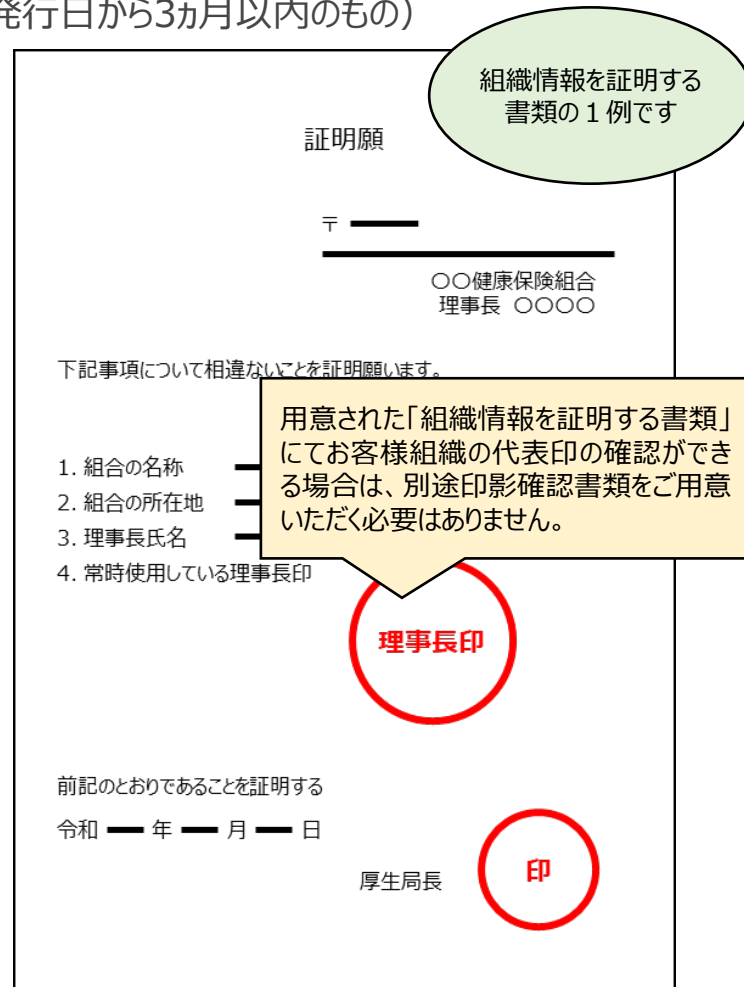 発行日から3ヵ月以内のもの）
組織情報を証明する
書類の１例です
証明願
〒
〇〇健康保険組合
理事長 〇〇〇〇
下記事項について相違ないことを証明願います。
用意された「組織情報を証明する書類」
にてお客様組織の代表印の確認ができ
る場合は、別途印影確認書類をご用意
いただく必要はありません。
1. 組合の名称
2. 組合の所在地
3. 理事長氏名
4. 常時使用している理事長印
理事長印
前記のとおりであることを証明する
令和 年 月 日
厚生局長
印